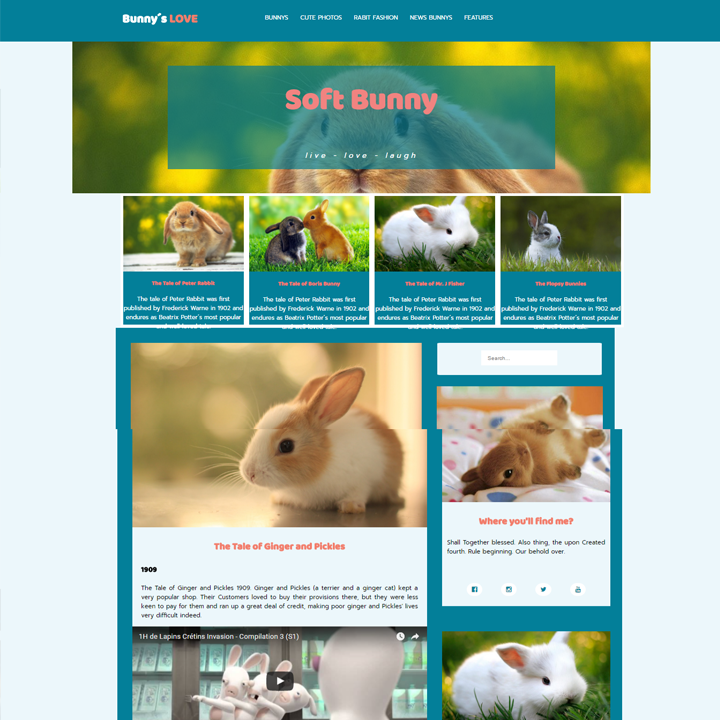 Bunny´s LOVE
BUNNYS CUTE PHOTOS RABIT FASHION NEWS BUNNYS FEATURES
Soft Bunny
live - love - laugh
The Tale of Peter Rabbit
The tale of Peter Rabbit was first
published by Frederick Warne in 1902 and
endures as Beatrix Potter's most popular
The Tale of Boris Bunny
The tale of Peter Rabbit was first
published by Frederick Warne in 1902 and
endures as Beatrix Potter's most popular
The Tale of Mr. J Fisher
The tale of Peter Rabbit was first
published by Frederick Warne in 1902 and
endures as Beatrix Potter's most popular
The Flopsy Bunnies
The tale of Peter Rabbit was first
published by Frederick Warne in 1902 and
endures as Beatrix Potter's most popular
Search...
The Tale of Ginger and Pickles
1909
The Tale of Ginger and Pickles 1909. Ginger and Pickles (a terrier and a ginger cat) kept a
very popular shop. Their Customers loved to buy their provisions there, but they were less
keen to pay for them and ran up a great deal of credit, making poor ginger and Pickles' lives
very difficult indeed.
1H de Lapins Crétins Invasion - Compilation 3 (S1)
Where you'll find me?
Shall Together blessed. Also thing, the upon Created
fourth. Rule beginning. Our behold over.